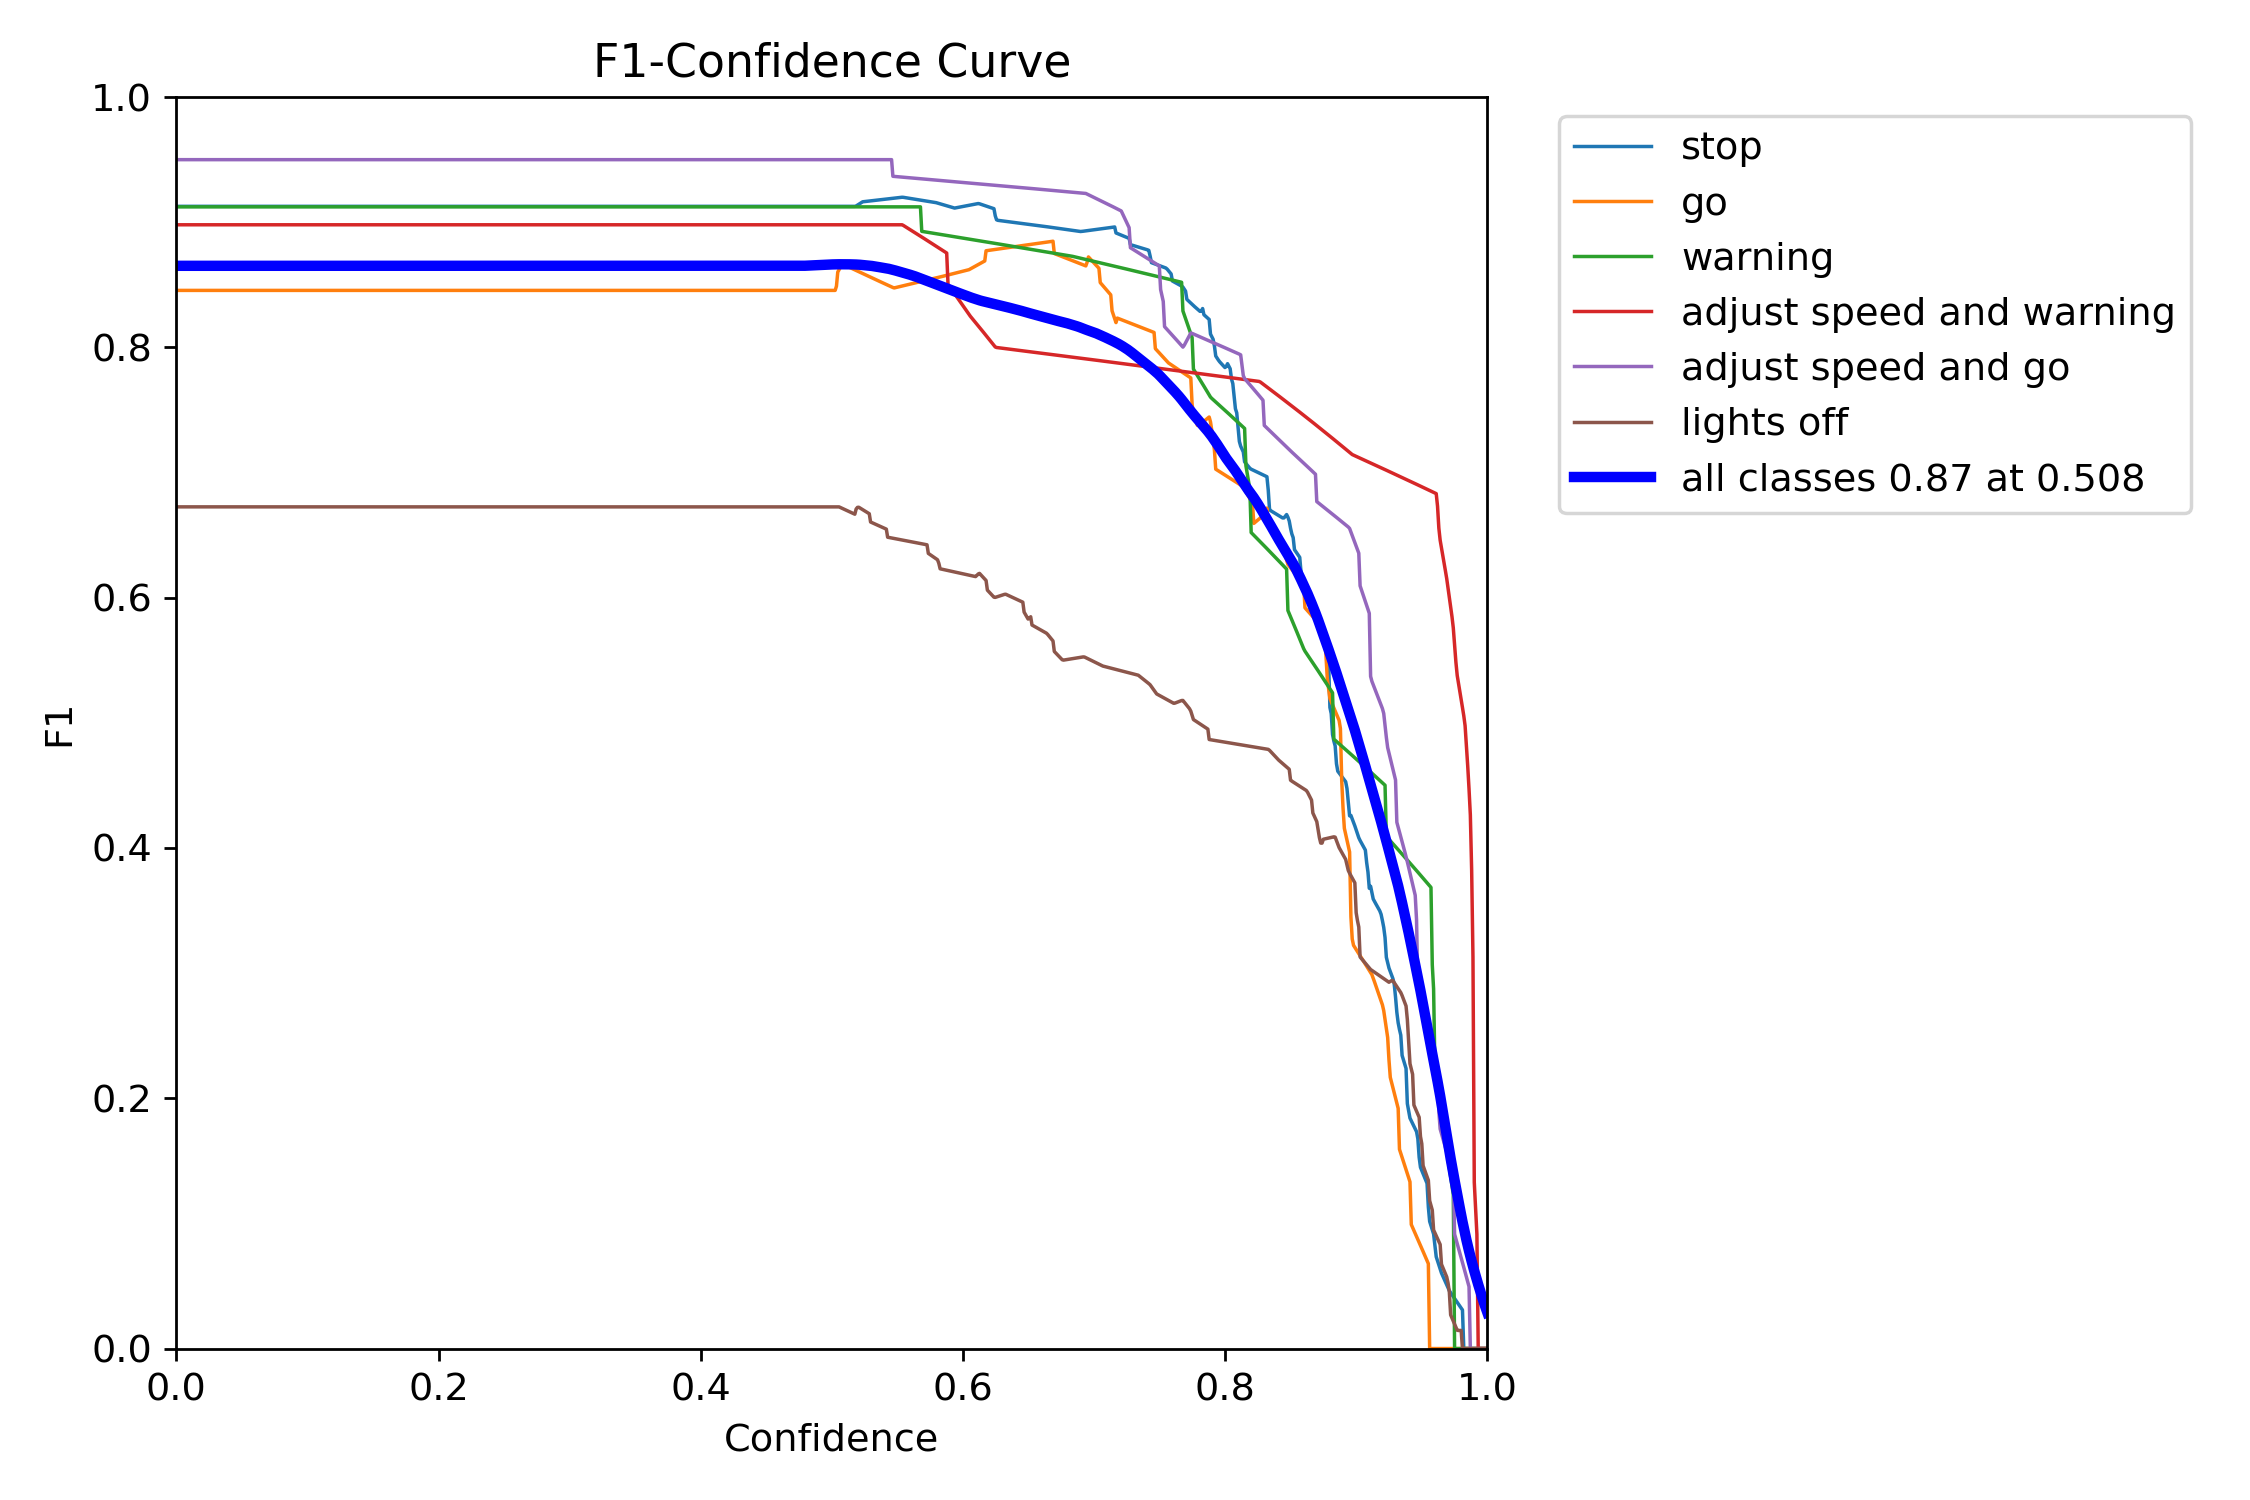 F1-Confidence Curve
1.0
0.8
0.6
0.4
0.2
0.0
F1
0.0 0.2 0.4 0.6 0.8 1.0
Confidence
stop
go
warning
adjust speed and warning
adjust speed and go
lights off
all classes 0.87 at 0.508